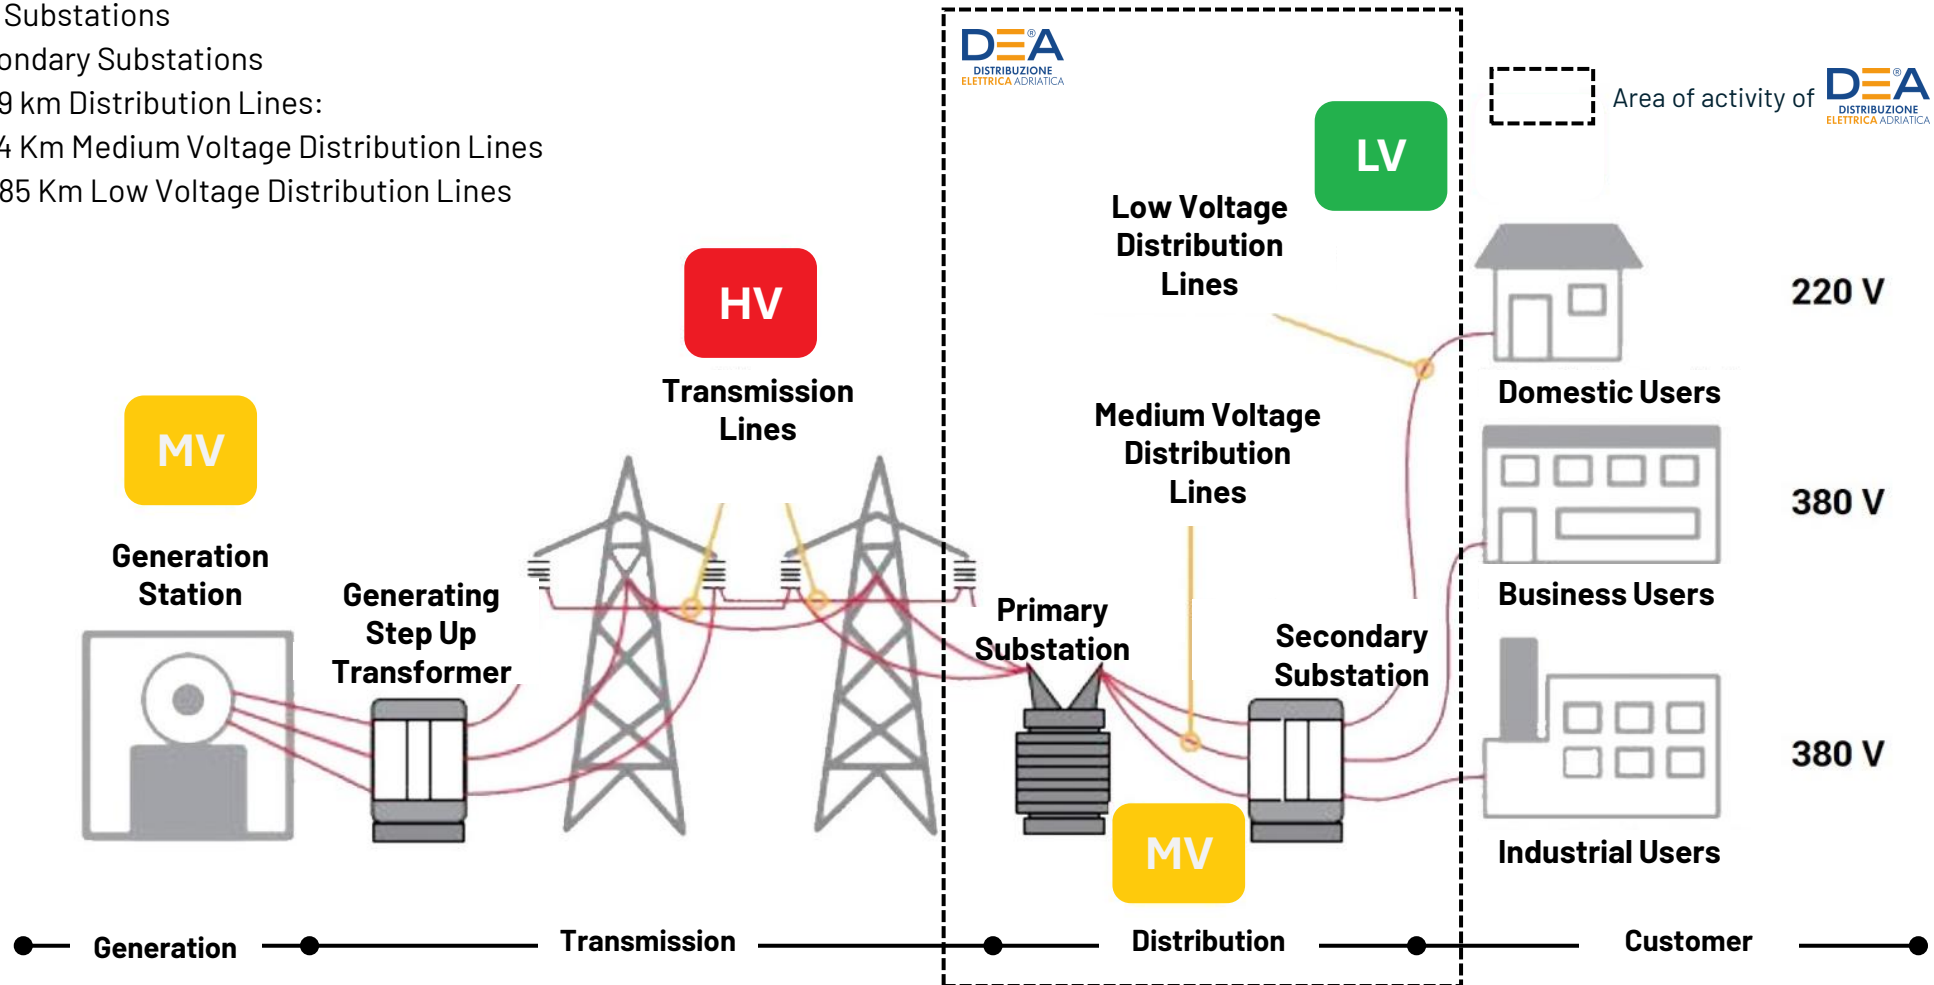 Substations
ondary Substations
9 km Distribution Lines:
4 Km Medium Voltage Distribution Lines
85 Km Low Voltage Distribution Lines
DEA®
DISTRIBUZIONE
ELETTRICA ADRIATICA
Area of activity of
DEA®
DISTRIBUZIONE
ELETTRICA ADRIATICA
LV
Low Voltage
Distribution
Lines
HV
Transmission
Lines
220 V
Domestic Users
MV
Medium Voltage
Distribution
Lines
380 V
Business Users
Generation
Station
Generating
Step Up
Transformer
Primary
Substation
Secondary
Substation
380 V
MV
Industrial Users
Generation
Transmission
Distribution
Customer